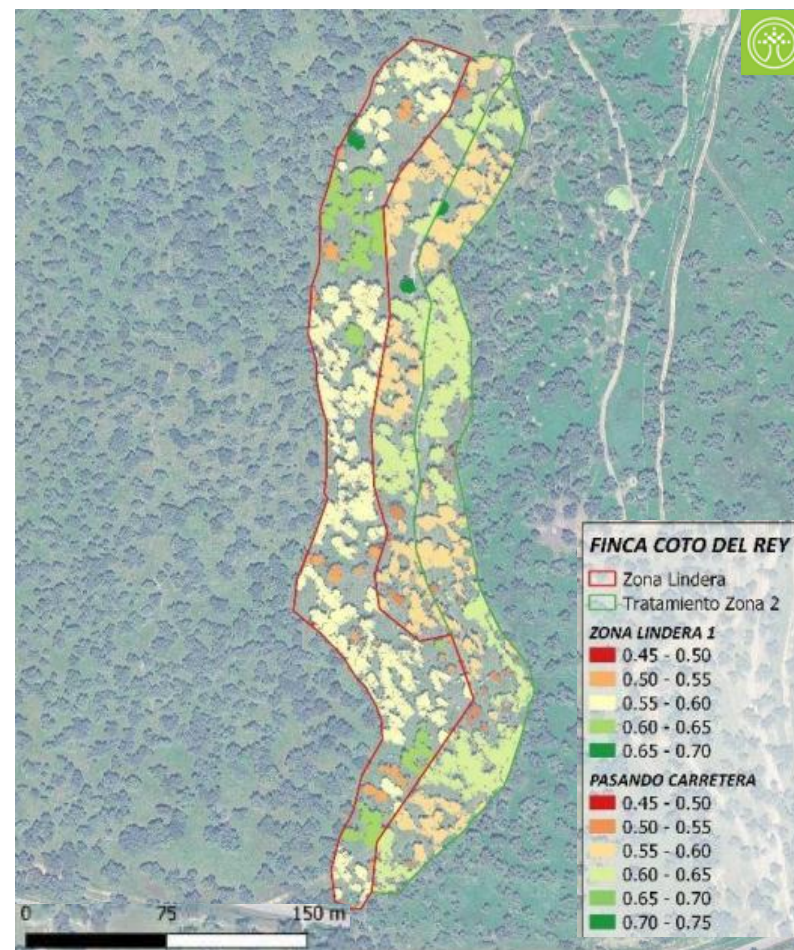 FINCA COTO DEL REY
Zona Lindera
Tratamiento Zona 2
ZONA LINDERA 1
0.45 - 0.50
0.50 - 0.55
0.55 - 0.60
0.60 - 0.65
0.65 - 0.70
PASANDO CARRETERA
0.45 - 0.50
0.50 - 0.55
0.55 - 0.60
0.60 - 0.65
0.65 - 0.70
0.70 - 0.75
0 75 150 m